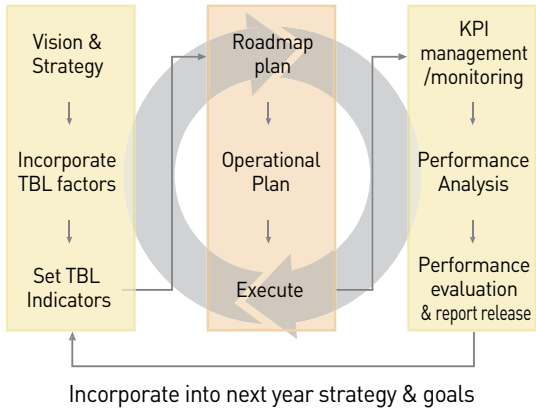 Vision &
Strategy
Incorporate
TBL factors
Set TBL
Indicators
Roadmap
plan
Operational
Plan
Execute
KPI
management
/monitoring
Performance
Analysis
Performance
evaluation
& report release
Incorporate into next year strategy & goals